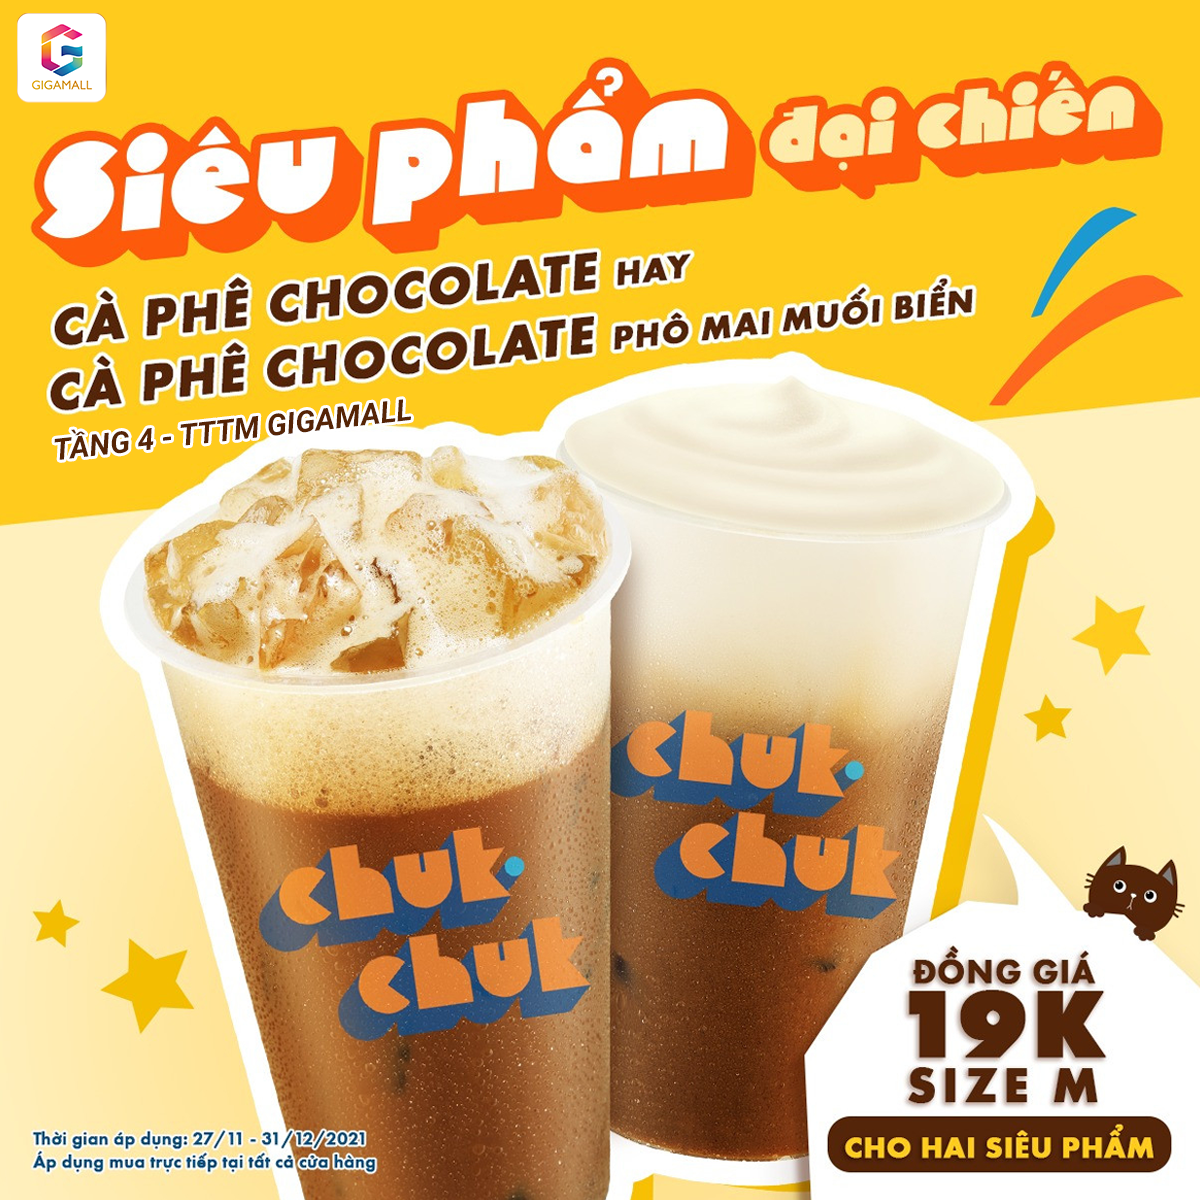 GIGAMALL
Siêu phẩm đại chiến
CÀ PHÊ CHOCOLATE HAY
CÀ PHÊ CHOCOLATE PHÔ MAI MUỐI BIỂN
TẦNG 4 - TTTM GIGAMALL
chuk
chuk
chuk
chuk
ĐỒNG GIÁ
19K
SIZE M
CHO HAI SIÊU PHẨM
Thời gian áp dụng: 27/11 - 31/12/2021
Áp dụng mua trực tiếp tại tất cả cửa hàng